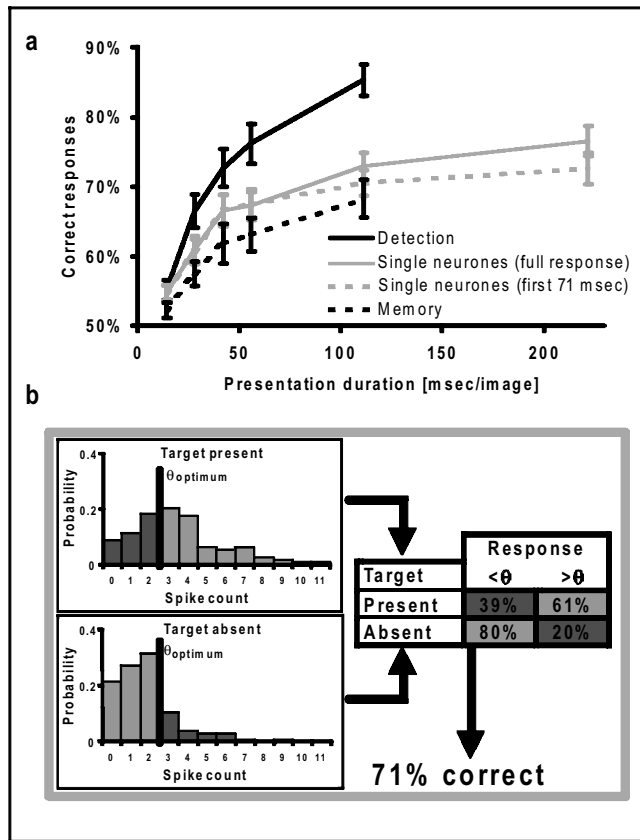 a
90%
80%
70%
60%
50%
Correct responses
Detection
Single neurones (full response)
Single neurones (first 71 msec)
Memory
0 50 100 150 200
Presentation duration [msec/image]
b
Target present
θoptimum
0.4
0.2
0
Probability
0 1 2 3 4 5 6 7 8 9 10 11
Spike count
Target absent
θoptimum
0.4
0.2
0
Probability
0 1 2 3 4 5 6 7 8 9 10 11
Spike count
Response
Target <θ >θ
Present 39% 61%
Absent 80% 20%
71% correct